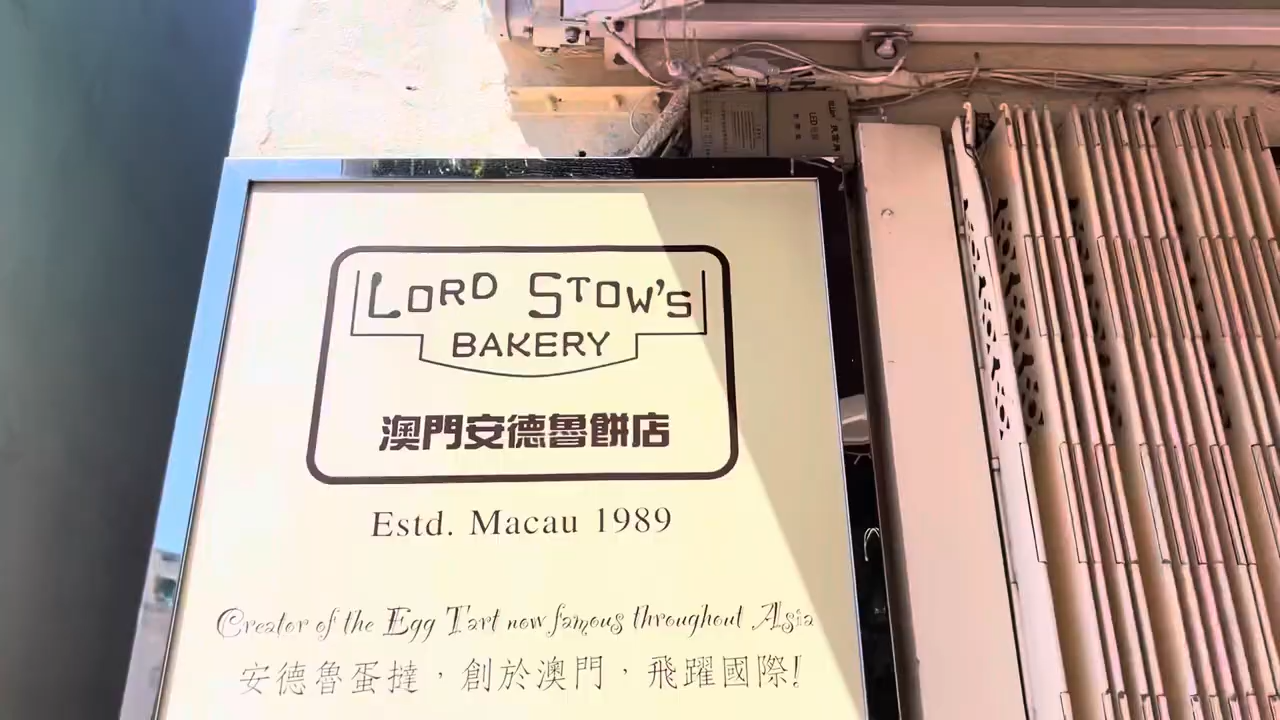 LORD STOW'S
BAKERY
澳門安德魯餅店
Estd. Macau 1989
Creator of the Egg Tart now famous throughout Asia
安德魯蛋撻，創於澳門，飛躍國際!